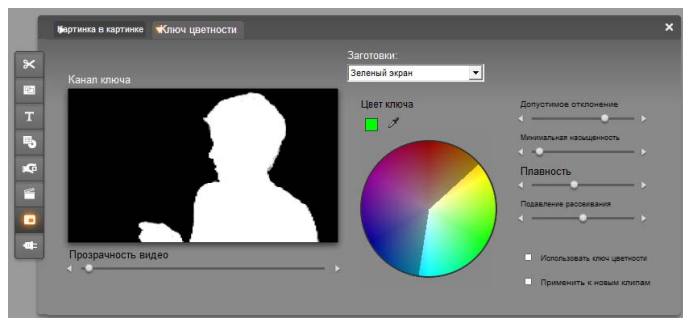 Картинка в картинке
Ключ цветности
Заготовки:
Зеленый экран
Канал ключа
Цвет ключа
Допустимое отклонение
Минимальная насыщенность
Плавность
Подавление рассеивания
Прозрачность видео
Использовать ключ цветности
Применить к новым клипам
T